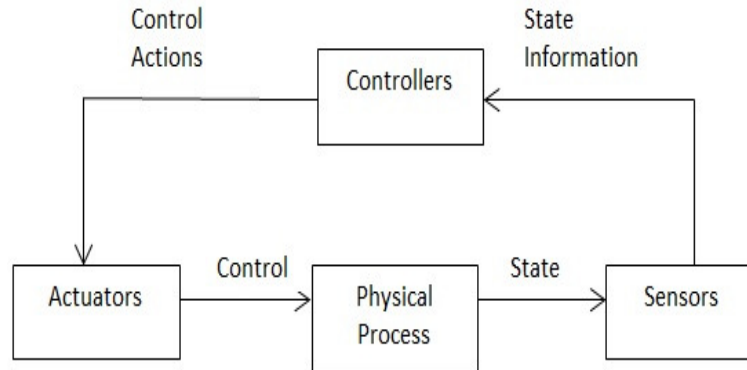 Control
Actions
State
Information
Controllers
Actuators
Control
Physical
Process
State
Sensors